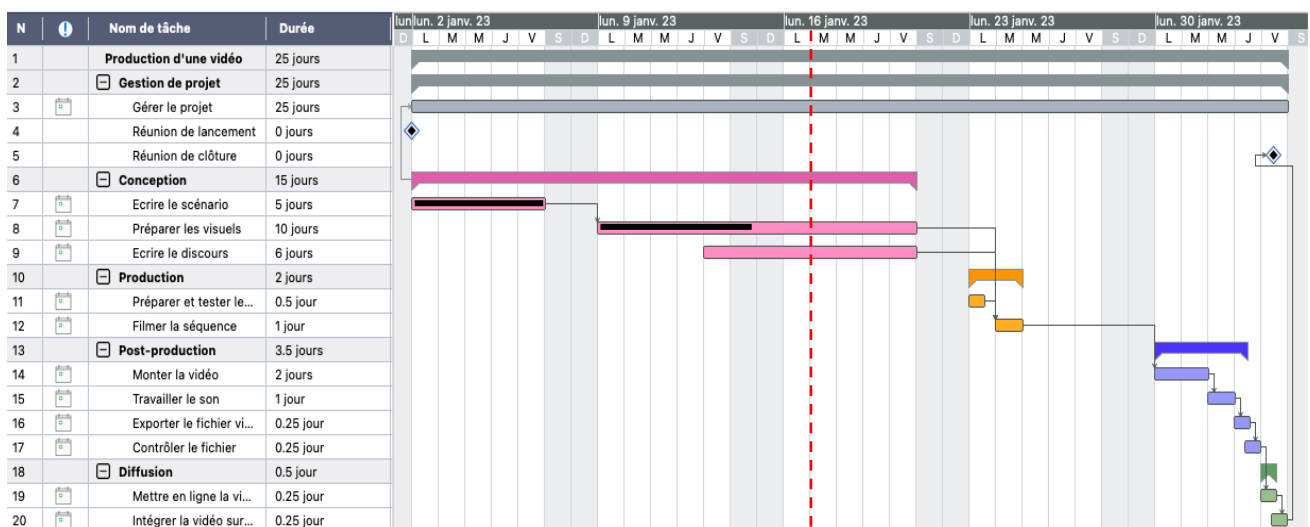 N Nom de tâche Durée lun lun. 2 janv. 23 lun. 9 janv. 23 lun. 16 janv. 23 lun. 23 janv. 23 lun. 30 janv. 23
D L M M J V S D L M M J V S D L M M J V S D L M M J V S D L M M J V S
1 Production d'une vidéo 25 jours
2 Gestion de projet 25 jours
3 Gérer le projet 25 jours
4 Réunion de lancement 0 jours
5 Réunion de clôture 0 jours
6 Conception 15 jours
7 Ecrire le scénario 5 jours
8 Préparer les visuels 10 jours
9 Ecrire le discours 6 jours
10 Production 2 jours
11 Préparer et tester le... 0.5 jour
12 Filmer la séquence 1 jour
13 Post-production 3.5 jours
14 Monter la vidéo 2 jours
15 Travailler le son 1 jour
16 Exporter le fichier vi... 0.25 jour
17 Contrôler le fichier 0.25 jour
18 Diffusion 0.5 jour
19 Mettre en ligne la vi... 0.25 jour
20 Intégrer la vidéo sur... 0.25 jour